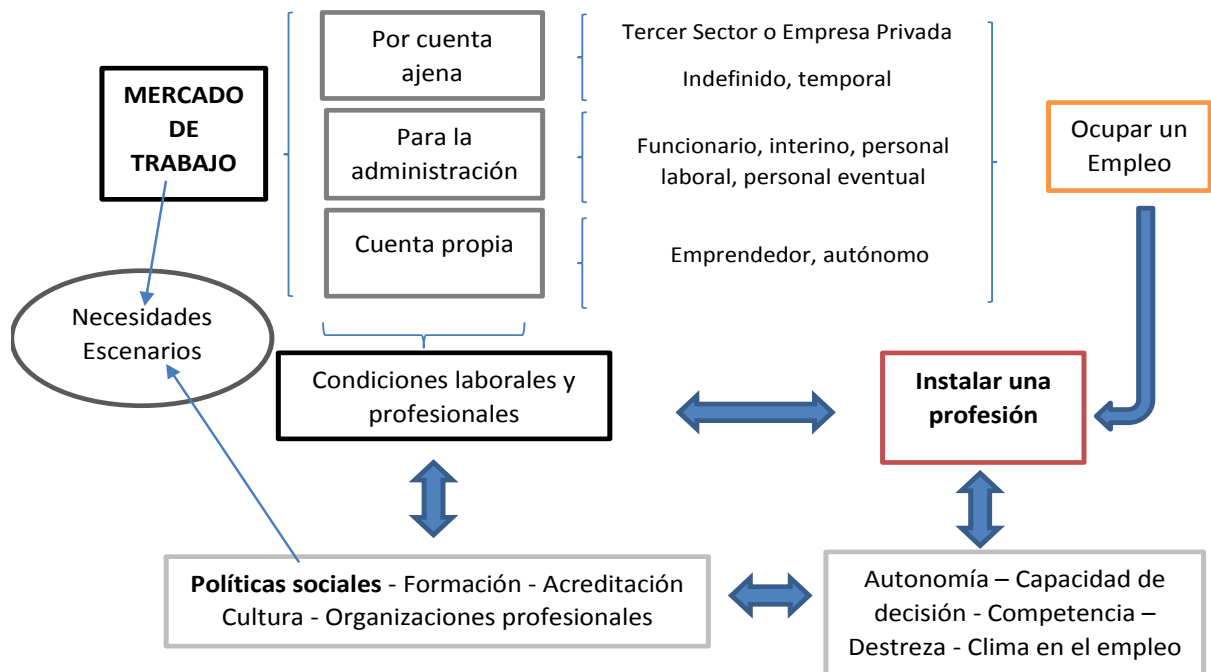 MERCADO
DE
TRABAJO
Por cuenta
ajena
Tercer Sector o Empresa Privada
Indefinido, temporal
Para la
administración
Funcionario, interino, personal
laboral, personal eventual
Cuenta propia
Emprendedor, autónomo
Ocupar un
Empleo
Necesidades
Escenarios
Condiciones laborales y
profesionales
Instalar una
profesión
Políticas sociales - Formación - Acreditación
Cultura - Organizaciones profesionales
Autonomía – Capacidad de
decisión - Competencia –
Destreza - Clima en el empleo